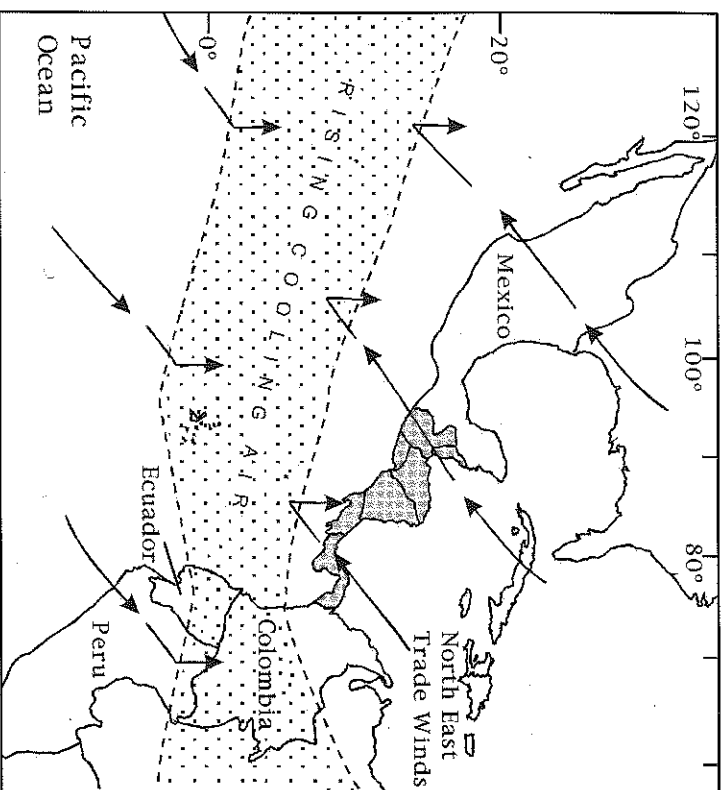 120°
100°
80°
20°
0°
Mexico
North East
Trade Winds
RISING COOLING AIR
Pacific
Ocean
Ecuador
Colombia
Peru